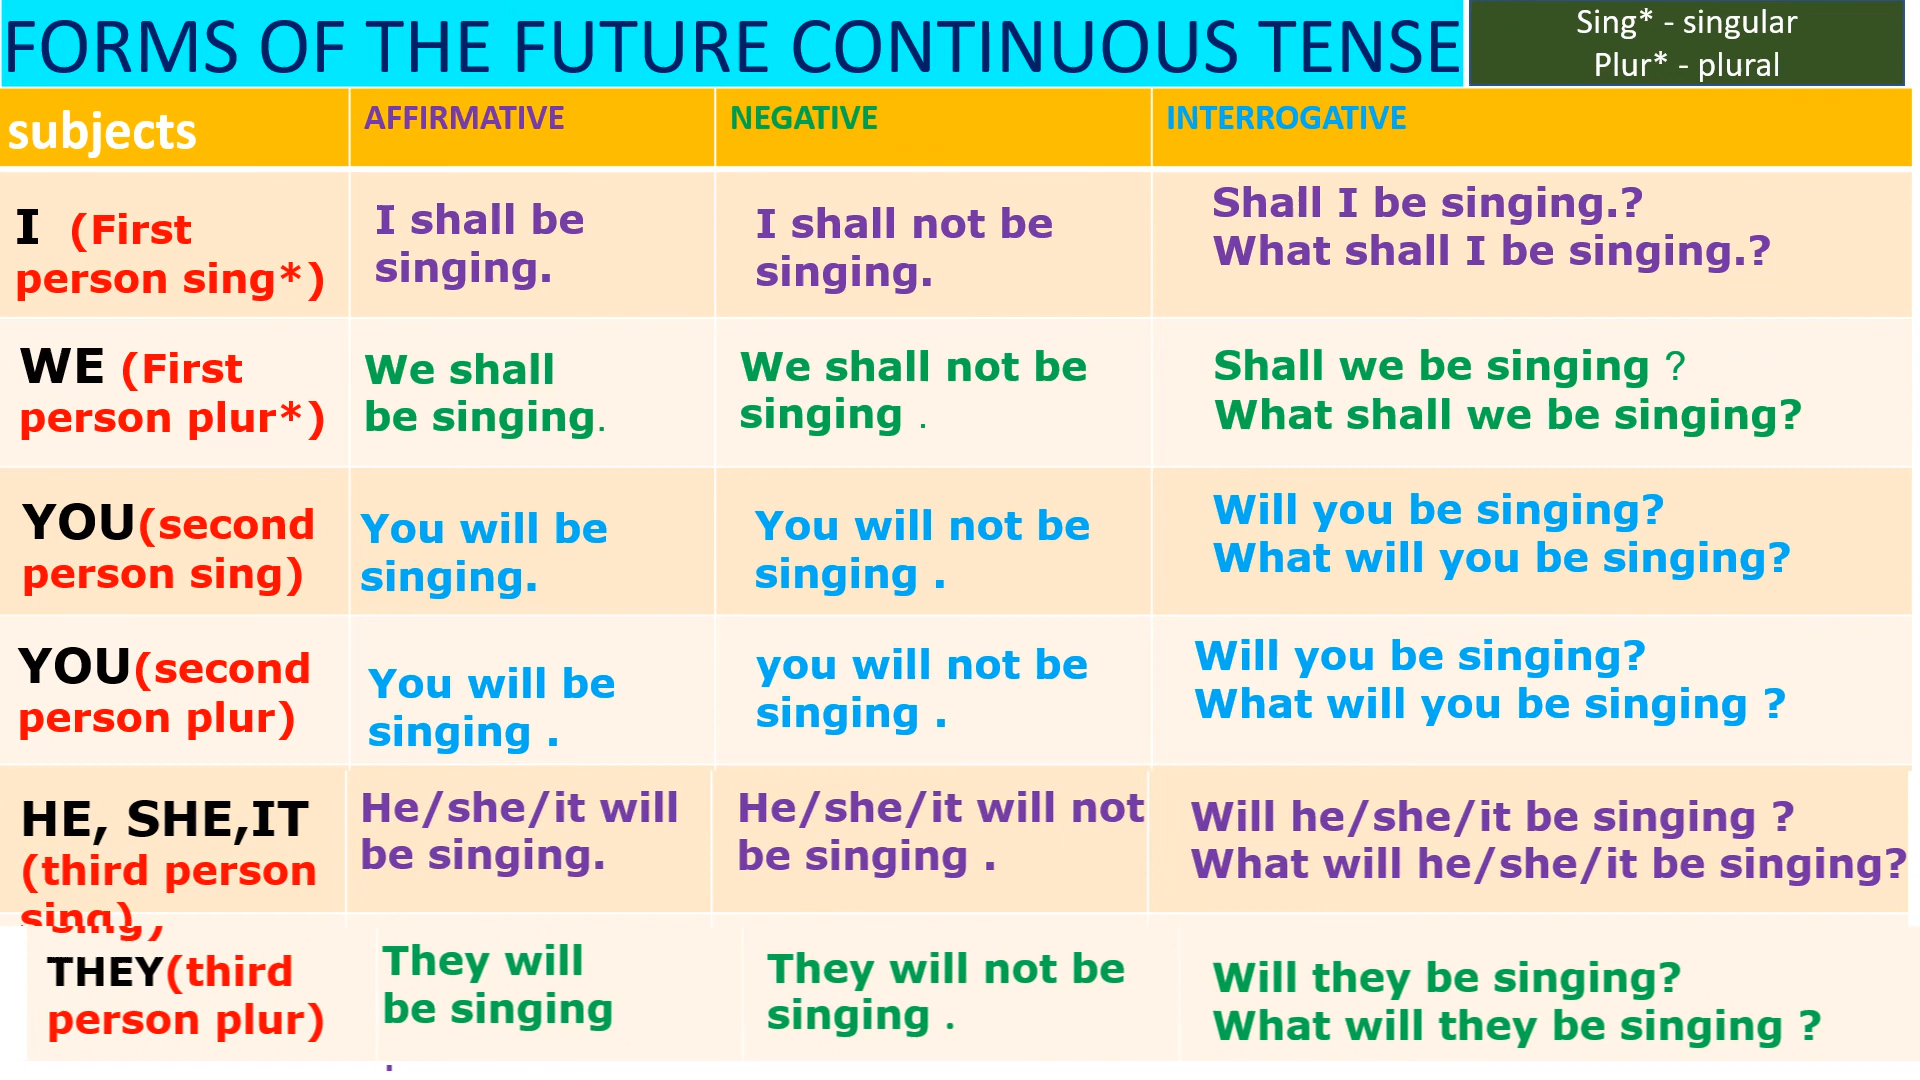 FORMS OF THE FUTURE CONTINUOUS TENSE
Sing* - singular
Plur* - plural
subjects
AFFIRMATIVE
NEGATIVE
INTERROGATIVE
I (First
person sing*)
I shall be
singing.
I shall not be
singing.
Shall I be singing.?
What shall I be singing.?
WE (First
person plur*)
We shall
be singing.
We shall not be
singing .
Shall we be singing ?
What shall we be singing?
YOU(second
person sing)
You will be
singing.
You will not be
singing .
Will you be singing?
What will you be singing?
YOU(second
person plur)
You will be
singing .
you will not be
singing .
Will you be singing?
What will you be singing ?
HE, SHE,IT
(third person
sing)
He/she/it will
be singing.
He/she/it will not
be singing .
Will he/she/it be singing ?
What will he/she/it be singing?
THEY(third
person plur)
They will
be singing
They will not be
singing .
Will they be singing?
What will they be singing ?